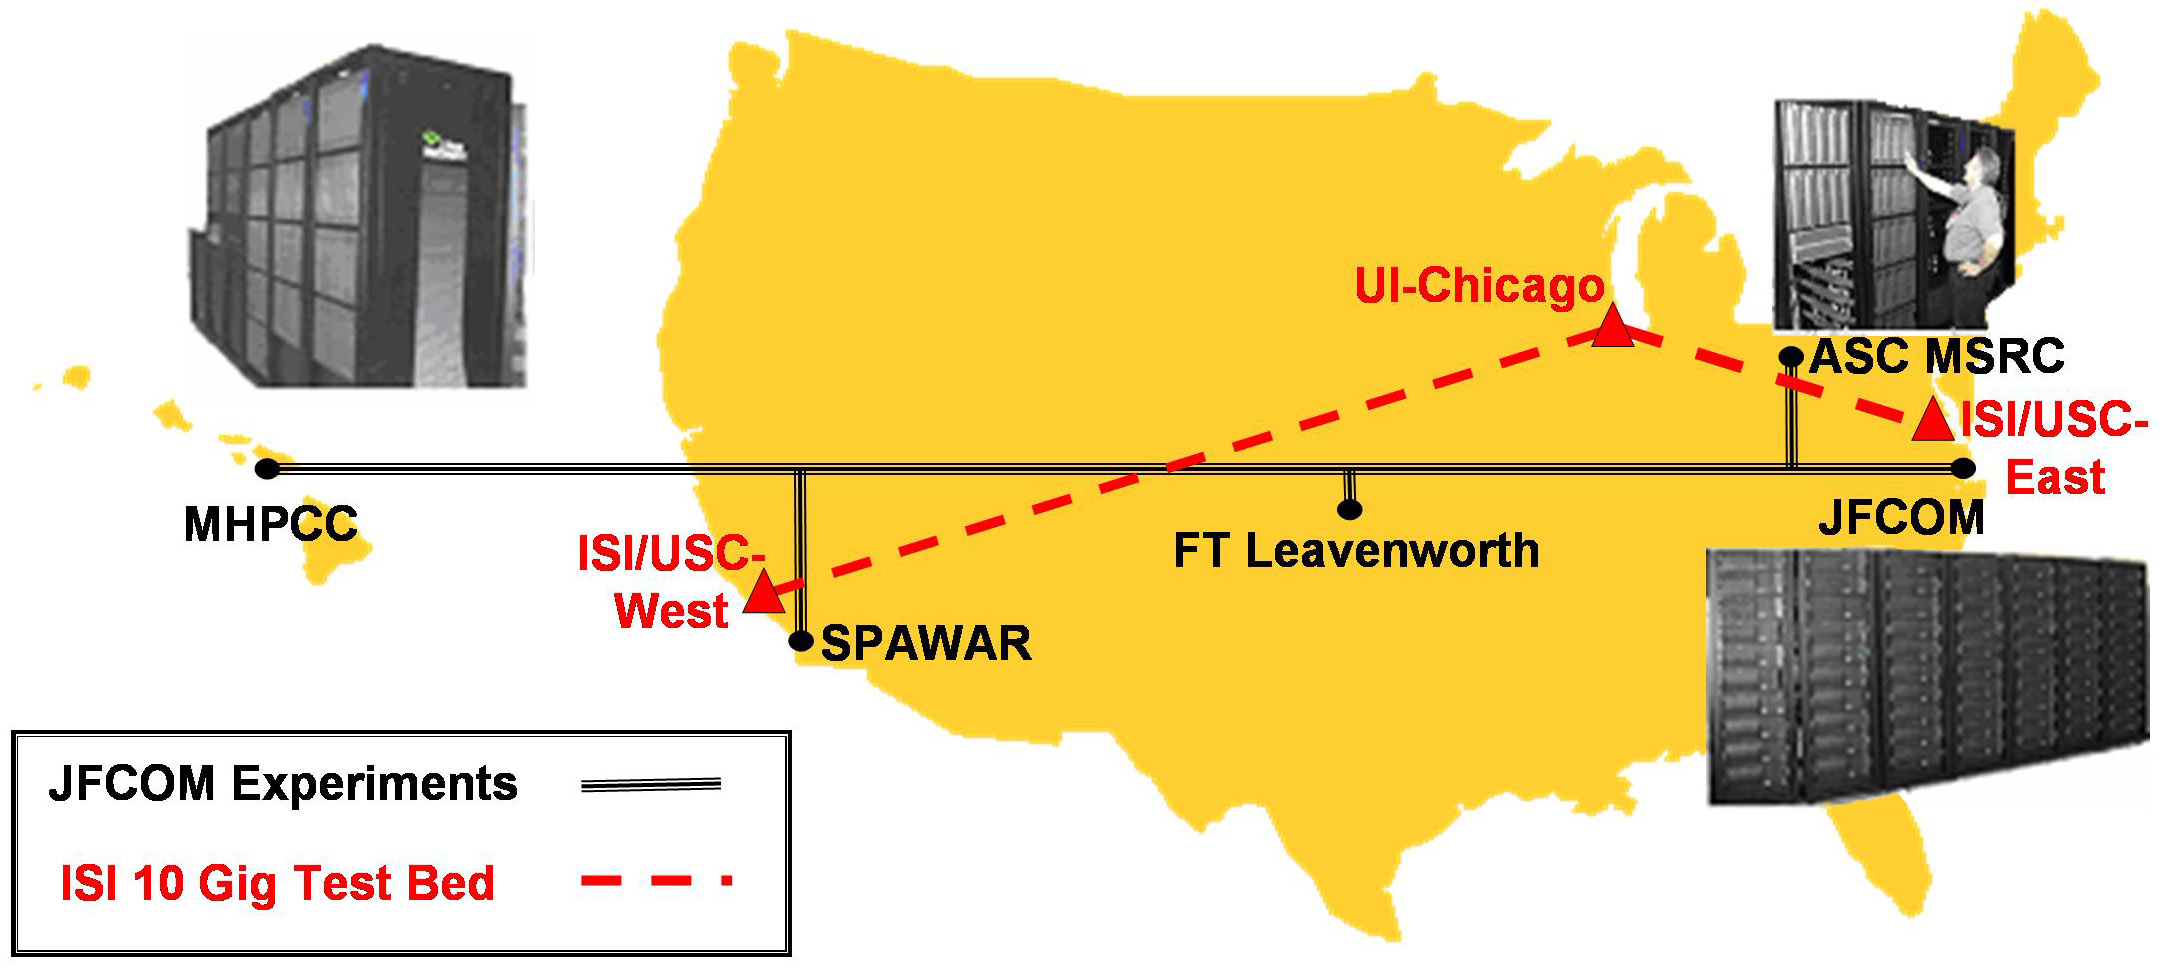 UI-Chicago
ASC MSRC
ISI/USC-
East
MHPCC
JFCOM
ISI/USC-
West
FT Leavenworth
SPAWAR
JFCOM Experiments
ISI 10 Gig Test Bed